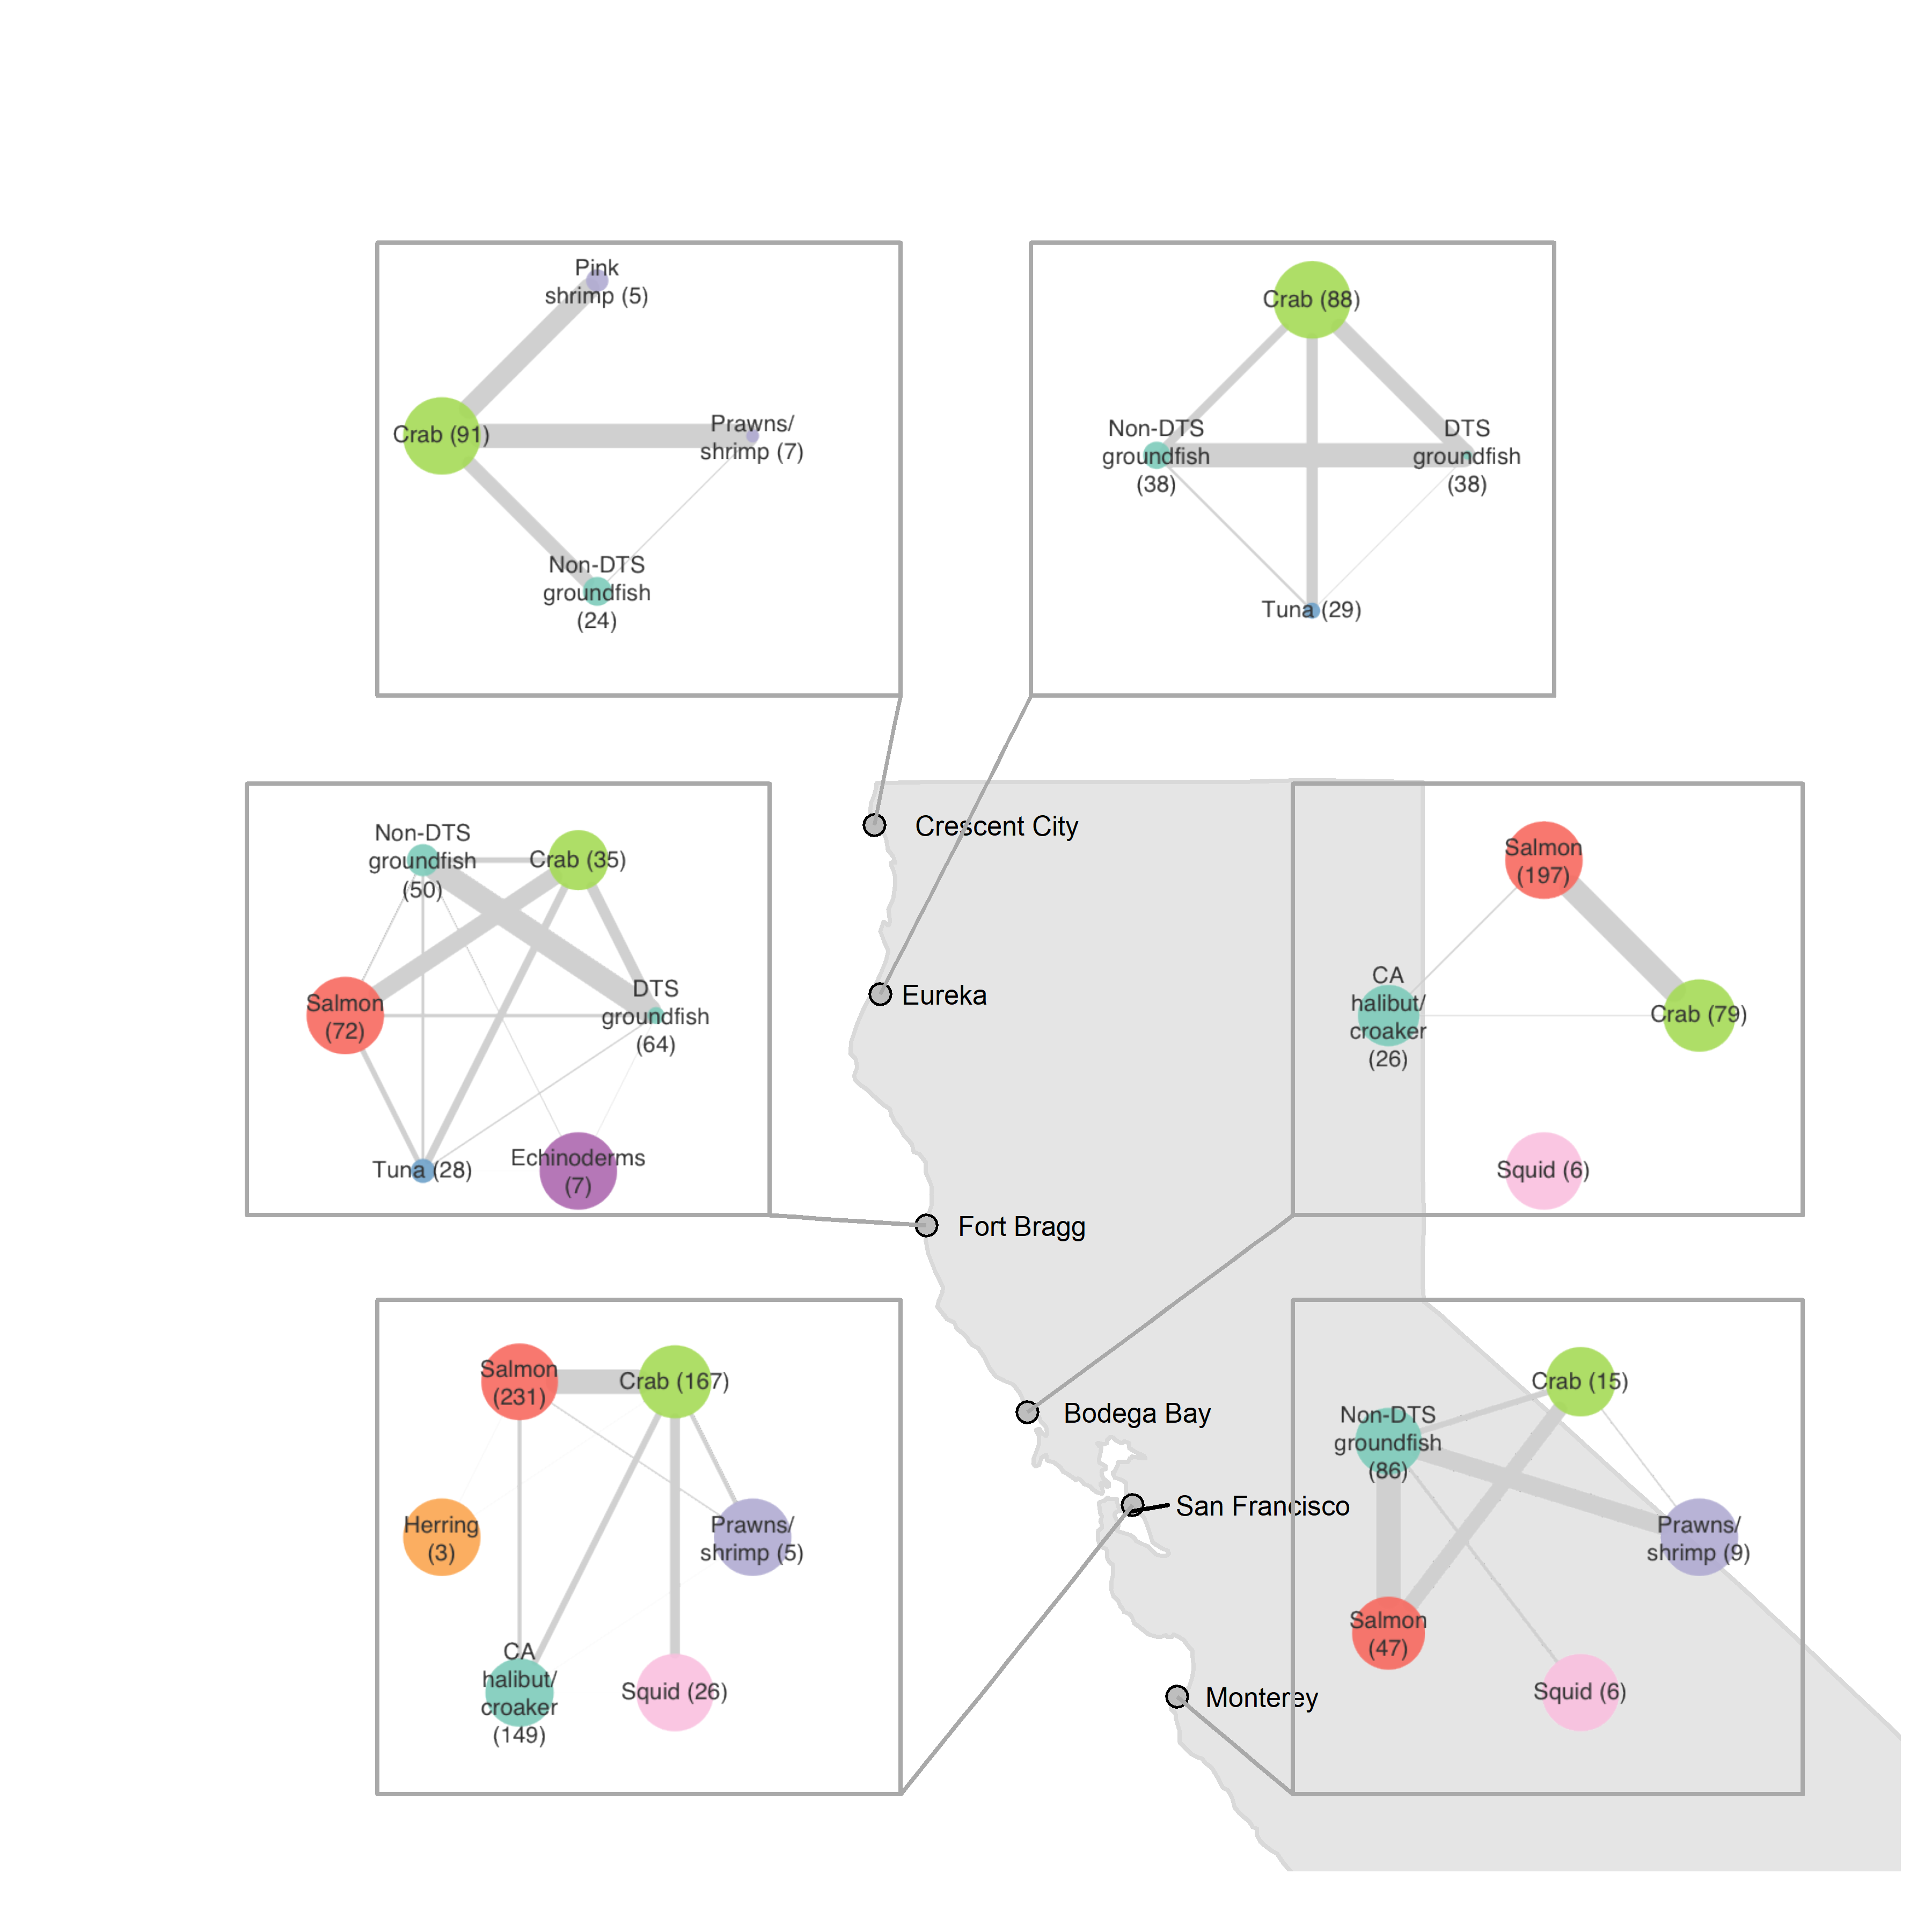 Pink
shrimp (5)
Crab (91)
Prawns/
shrimp (7)
Non-DTS
groundfish
(24)
Crab (88)
Non-DTS
groundfish
(38)
DTS
groundfish
(38)
Tuna (29)
Crescent City
Eureka
Fort Bragg
Bodega Bay
San Francisco
Monterey
Non-DTS
groundfish
(50)
Crab (35)
Salmon
(72)
DTS
groundfish
(64)
Tuna (28)
Echinoderms
(7)
Salmon
(197)
CA
halibut/
croaker
(26)
Crab (79)
Squid (6)
Salmon
(231)
Crab (167)
Herring
(3)
Prawns/
shrimp (5)
CA
halibut/
croaker
(149)
Squid (26)
Crab (15)
Non-DTS
groundfish
(86)
Prawns/
shrimp (9)
Salmon
(47)
Squid (6)